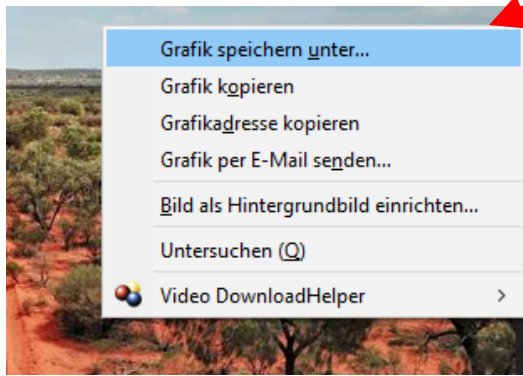 Grafik speichern unter...
Grafik kopieren
Grafikadresse kopieren
Grafik per E-Mail senden...
Bild als Hintergrundbild einrichten...
Untersuchen (Q)
Video DownloadHelper